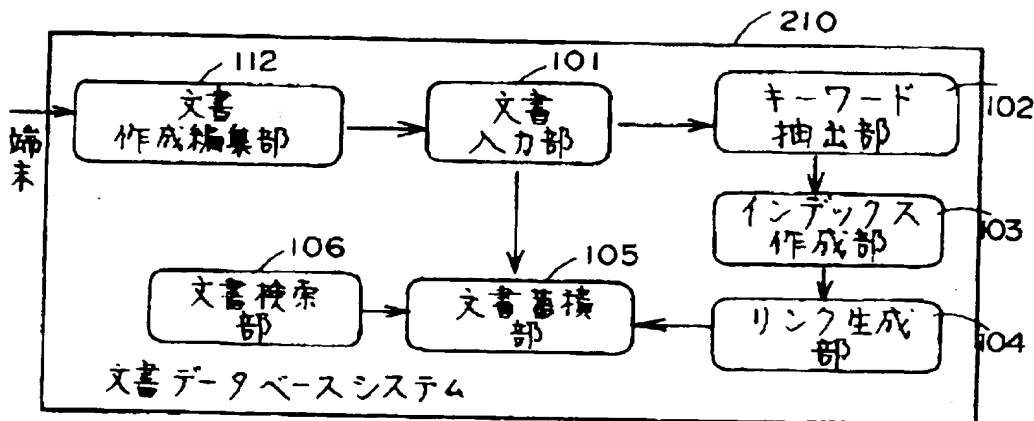 210
112
101
文書
作成編集部
文書
入力部
キーワード
抽出部
102
端
末
インデックス
作成部
103
106
105
文書検索
部
文書蓄積
部
リンク生成
部
104
文書データベースシステム